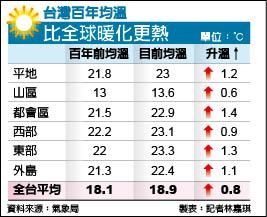 台灣百年均溫
比全球暖化更熱 單位：℃
百年前均溫 目前均溫 升溫
平地 21.8 23 1.2
山區 13 13.6 0.6
都會區 21.5 22.9 1.4
西部 22.2 23.1 0.9
東部 22 23.3 1.3
外島 21.3 22.4 1.1
全台平均 18.1 18.9 0.8
資料來源：氣象局 製表：記者林嘉琪